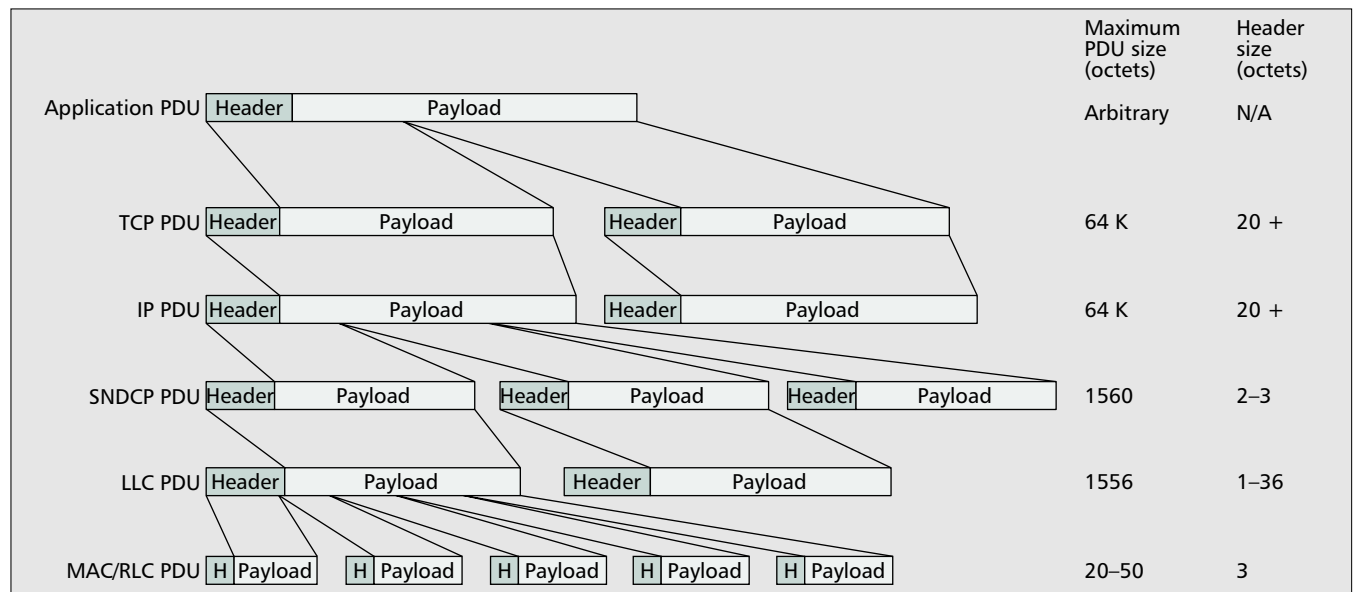 Maximum PDU size (octets)
Header size (octets)
Application PDU Header Payload Arbitrary N/A
TCP PDU Header Payload Header Payload 64 K 20 +
IP PDU Header Payload Header Payload 64 K 20 +
SNDCP PDU Header Payload Header Payload Header Payload 1560 2–3
LLC PDU Header Payload Header Payload 1556 1–36
MAC/RLC PDU H Payload H Payload H Payload H Payload H Payload 20–50 3